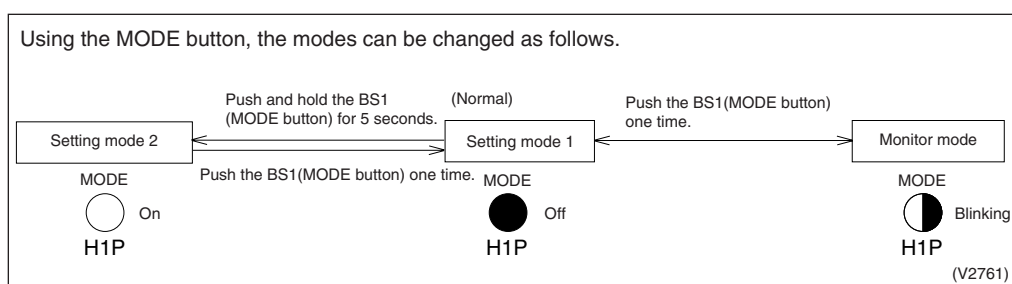 Using the MODE button, the modes can be changed as follows.
Push and hold the BS1
(MODE button) for 5 seconds.
(Normal)
Push the BS1(MODE button)
one time.
Setting mode 2
Setting mode 1
Monitor mode
Push the BS1(MODE button) one time.
MODE
On
H1P
MODE
Off
H1P
MODE
Blinking
H1P
(V2761)